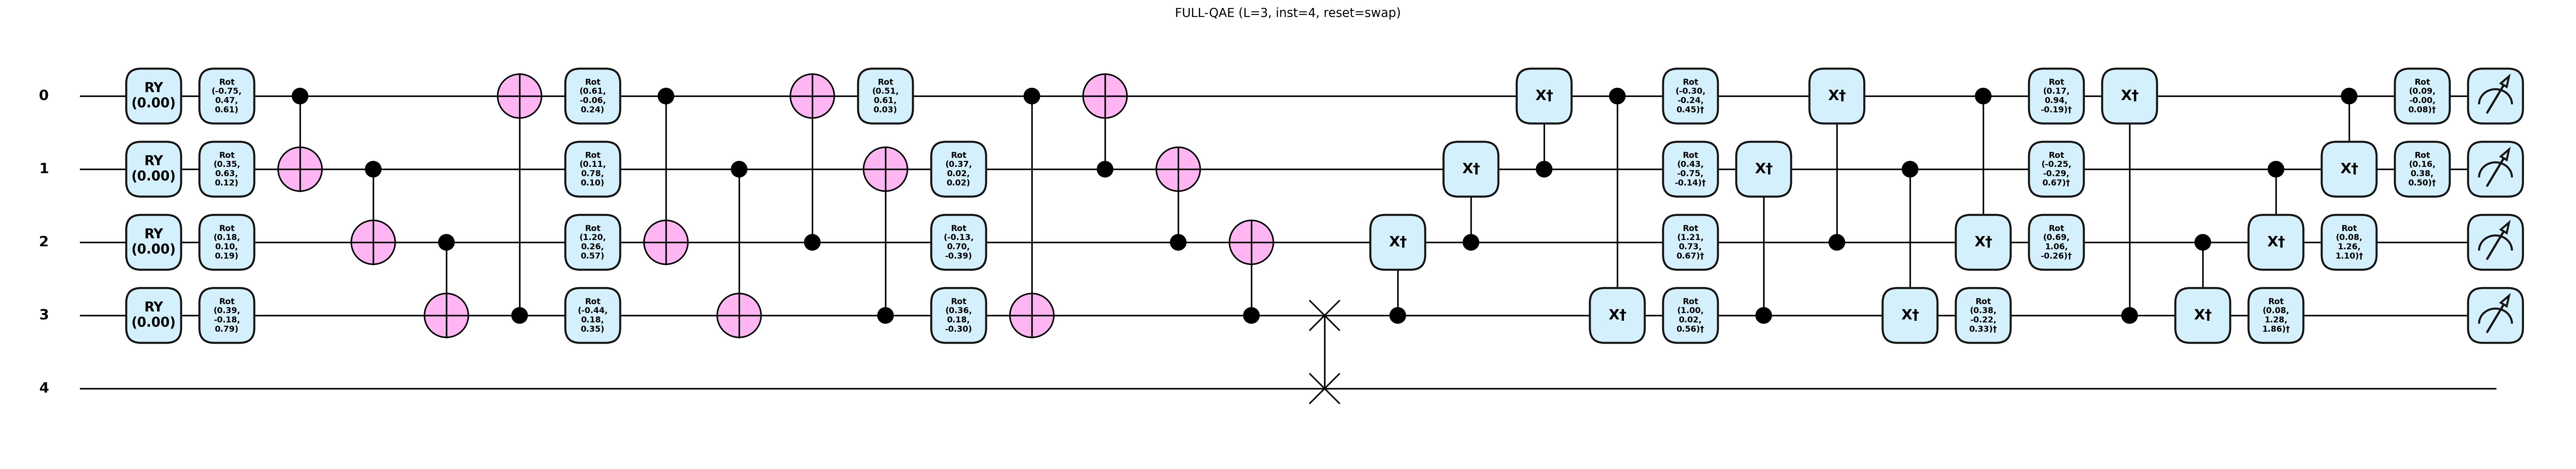 FULL-QAE (L=3, inst=4, reset=swap)
0
RY
(0.00)
Rot
(-0.75,
0.47,
0.61)
Rot
(0.61,
-0.06,
0.24)
Rot
(0.51,
0.61,
0.03)
X†
Rot
(-0.30,
-0.24,
0.45)†
X†
Rot
(0.17,
0.94,
-0.19)†
X†
Rot
(0.09,
-0.00,
0.08)†
1
RY
(0.00)
Rot
(0.35,
0.63,
0.12)
Rot
(0.11,
0.78,
0.10)
Rot
(0.37,
0.02,
0.02)
X†
Rot
(0.43,
-0.75,
-0.14)†
X†
Rot
(-0.25,
-0.29,
0.67)†
X†
Rot
(0.16,
0.38,
0.50)†
2
RY
(0.00)
Rot
(0.18,
0.10,
0.19)
Rot
(1.20,
0.26,
0.57)
Rot
(-0.13,
0.70,
-0.39)
X†
Rot
(1.21,
0.73,
0.67)†
X†
Rot
(0.69,
1.06,
-0.26)†
X†
Rot
(0.08,
1.26,
1.10)†
3
RY
(0.00)
Rot
(0.39,
-0.18,
0.79)
Rot
(-0.44,
0.18,
0.35)
Rot
(0.36,
0.18,
-0.30)
X†
Rot
(1.00,
0.02,
0.56)†
X†
Rot
(0.38,
-0.22,
0.33)†
X†
Rot
(0.08,
1.28,
1.86)†
4